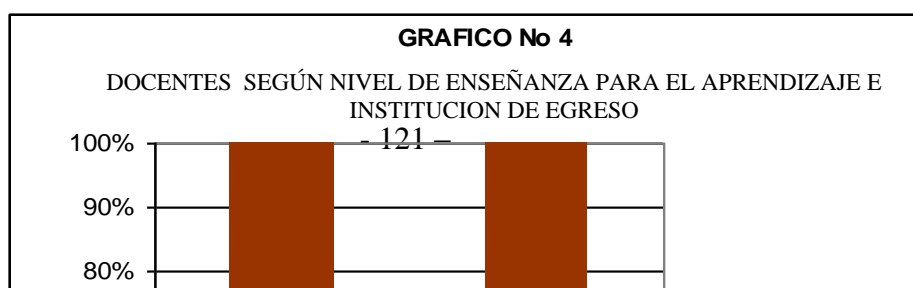 GRAFICO No 4
DOCENTES SEGÚN NIVEL DE ENSEÑANZA PARA EL APRENDIZAJE E
INSTITUCION DE EGRESO
- 121 –
100%
90%
80%